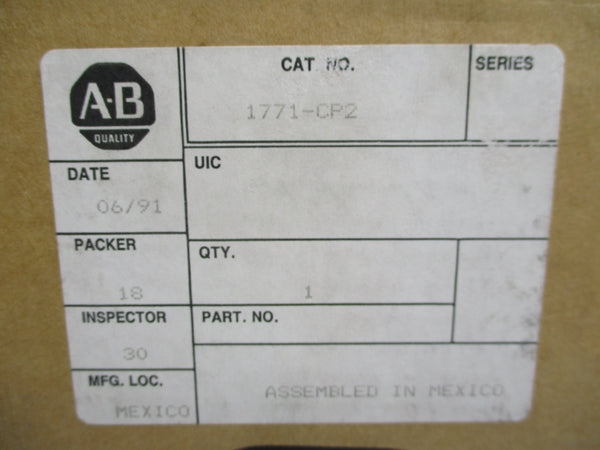 A-B
QUALITY
CAT. NO.
1771-CP2
SERIES
DATE
06/91
UIC
PACKER
18
QTY.
1
INSPECTOR
30
PART. NO.
MFG. LOC.
MEXICO
ASSEMBLED IN MEXICO